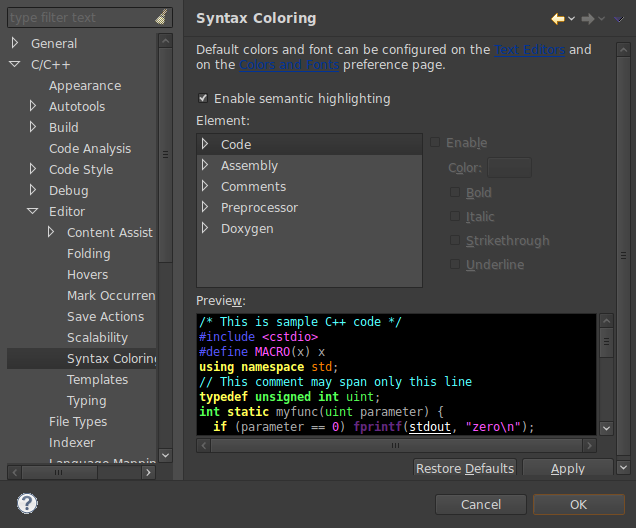 type filter text
General
C/C++
Appearance
Autotools
Build
Code Analysis
Code Style
Debug
Editor
Content Assist
Folding
Hovers
Mark Occurren
Save Actions
Scalability
Syntax Coloring
Templates
Typing
File Types
Indexer
Language Mappin
Syntax Coloring
Default colors and font can be configured on the Text Editors and
on the Colors and Fonts preference page.
Enable semantic highlighting
Element:
Code
Assembly
Comments
Preprocessor
Doxygen
Enable
Color:
Bold
Italic
Strikethrough
Underline
Preview:
/* This is sample C++ code */
#include <cstdio>
#define MACRO(x) x
using namespace std;
// This comment may span only this line
typedef unsigned int uint;
int static myfunc(uint parameter) {
if (parameter == 0) fprintf(stdout, "zero\n");
Restore Defaults
Apply
?
Cancel
OK